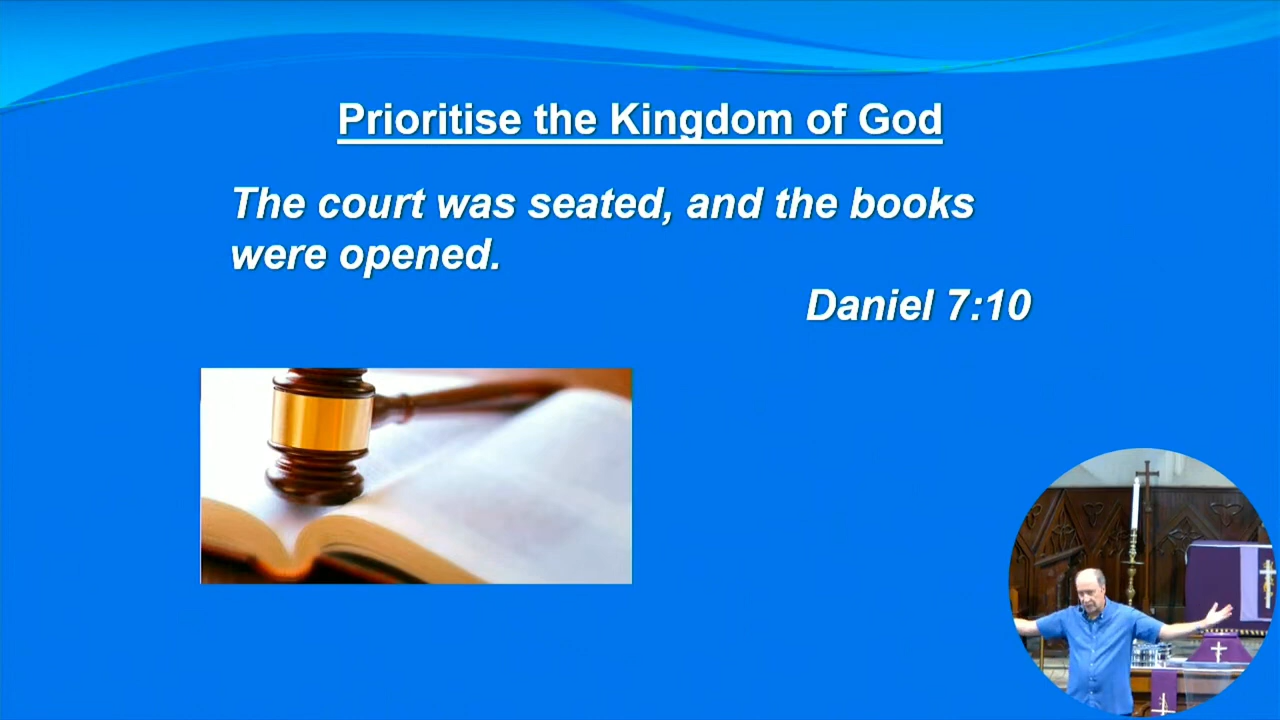 Prioritise the Kingdom of God
The court was seated, and the books
were opened.
Daniel 7:10